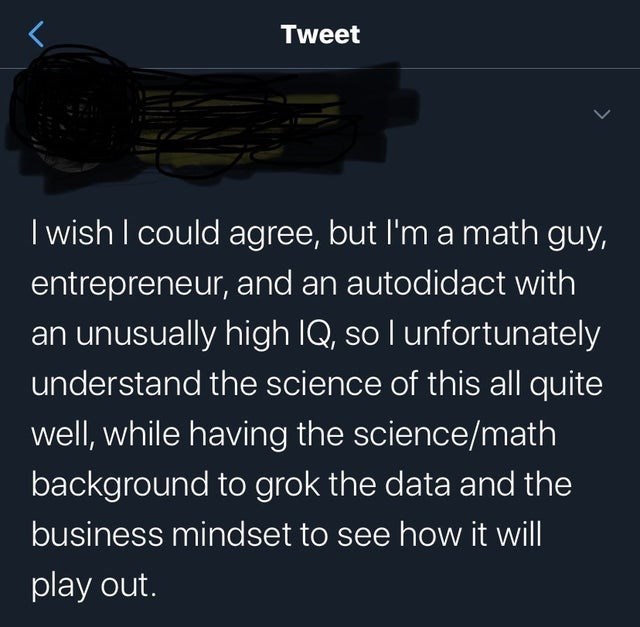 Tweet
I wish I could agree, but I'm a math guy,
entrepreneur, and an autodidact with
an unusually high IQ, so I unfortunately
understand the science of this all quite
well, while having the science/math
background to grok the data and the
business mindset to see how it will
play out.